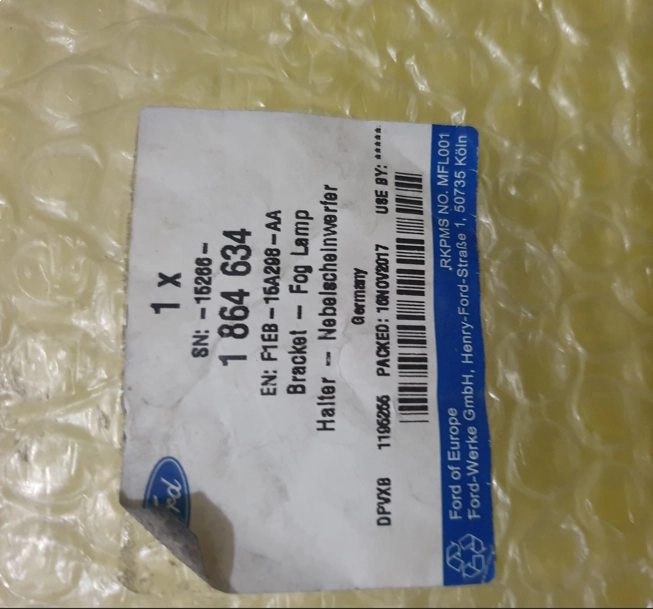 1 x
SN: -15266-
1 864 634
EN: F1EB-15A298-AA
Bracket - Fog Lamp
Halter -- Nebelscheinwerfer
Germany
DPVXB 1195265 PACKED: 16NOV2017 USE BY: *****
RKPMS NO. MFL001
Ford of Europe
Ford-Werke GmbH, Henry-Ford-Straße 1, 50735 Köln